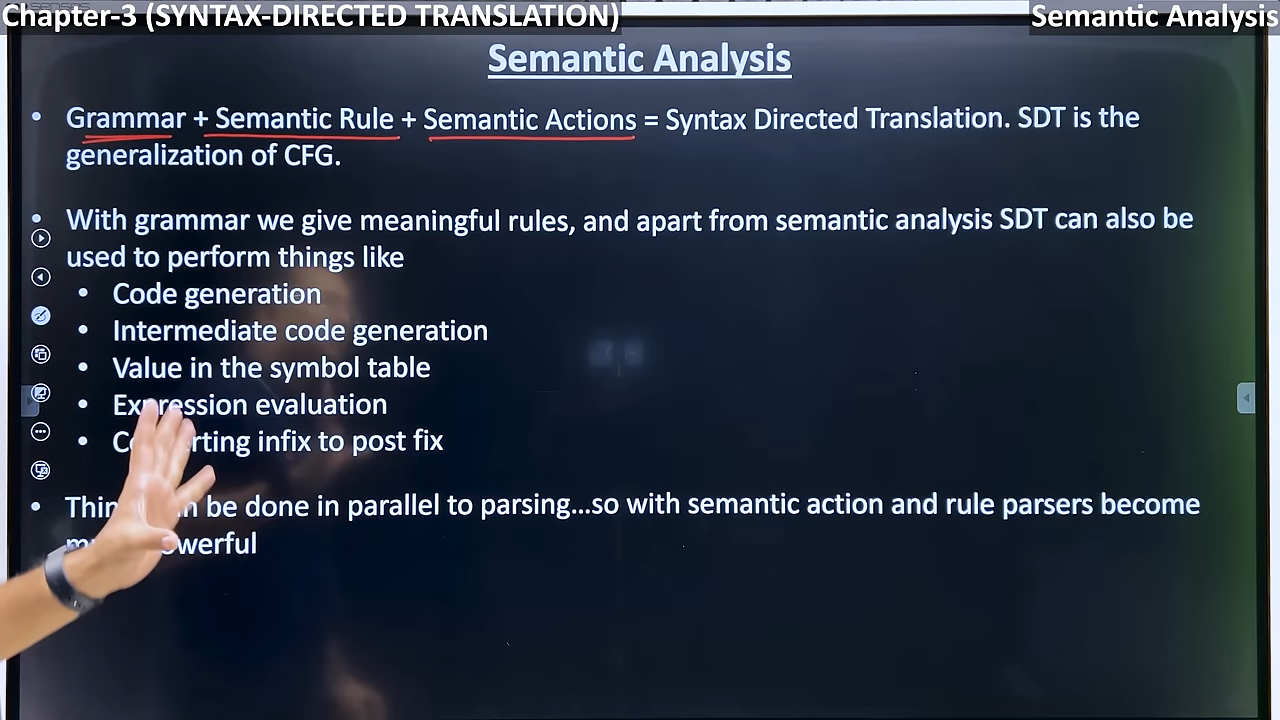 Chapter-3 (SYNTAX-DIRECTED TRANSLATION)
Semantic Analysis
Semantic Analysis
• Grammar + Semantic Rule + Semantic Actions = Syntax Directed Translation. SDT is the
generalization of CFG.
• With grammar we give meaningful rules, and apart from semantic analysis SDT can also be
used to perform things like
• Code generation
• Intermediate code generation
• Value in the symbol table
• Expression evaluation
• infix to post fix
• be done in parallel to parsing...so with semantic action and rule parsers become